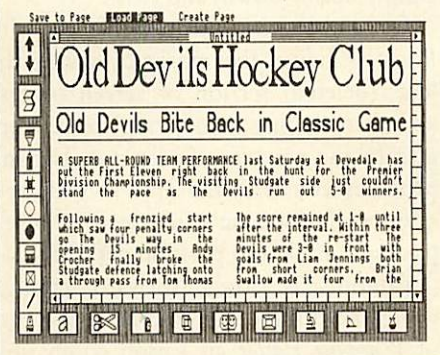 Save to Page Load Page Create Page
Untitled
Old Devils Hockey Club
Old Devils Bite Back in Classic Game
A SUPERB ALL-ROUND TEAM PERFORMANCE last Saturday at Devedale has
put the First Eleven right back in the hunt for the Premier
Division Championship. The visiting Studgate side just couldn't
stand the pace as The Devils run out 5-0 winners.
Following a frenzied start
which saw four penalty corners
go The Devils way in the
opening 15 minutes Andy
Crocher fnally broke the
Studgate defence latching onto
a through pass from Tom Thomas
The score remained at 1-0 until
after the interval. Within three
minutes of the re-start The
Devils were 3-0 in front with
goals from Liam Jennings both
from short corners. Brian
Swallow made it four from the
a